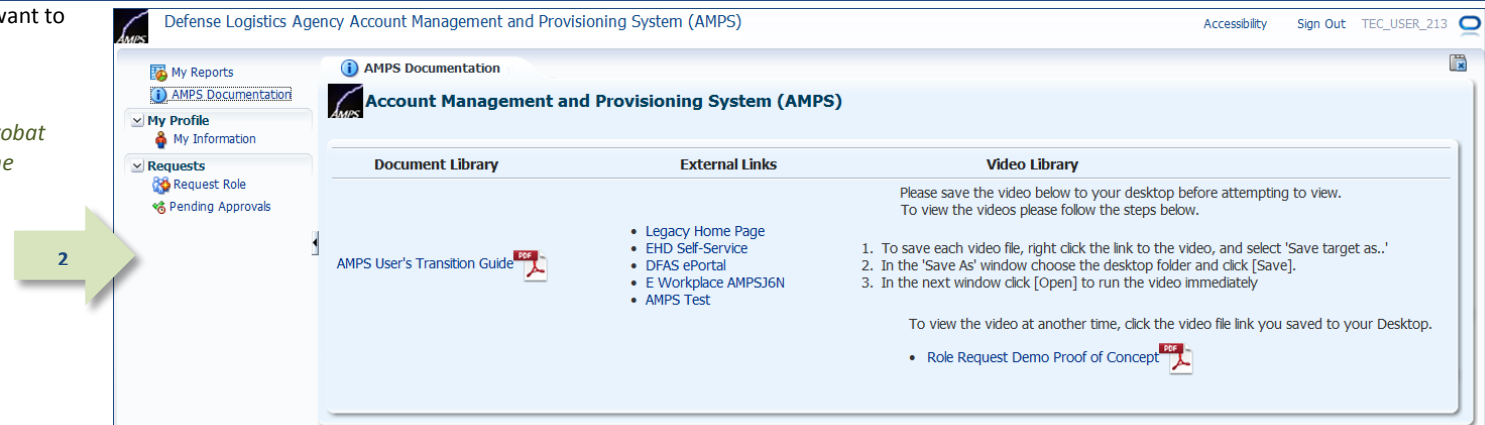 want to
robat
ne
2
Defense Logistics Agency Account Management and Provisioning System (AMPS)
Accessibility Sign Out TEC_USER_213
AMPS
My Reports
AMPS Documentation
My Profile
My Information
Requests
Request Role
Pending Approvals
AMPS Documentation
AMPS
Account Management and Provisioning System (AMPS)
Document Library External Links Video Library
AMPS User's Transition Guide
PDF
• Legacy Home Page
• EHD Self-Service
• DFAS ePortal
• E Workplace AMPSJ6N
• AMPS Test
Please save the video below to your desktop before attempting to view.
To view the videos please follow the steps below.
1. To save each video file, right click the link to the video, and select 'Save target as..'
2. In the 'Save As' window choose the desktop folder and click [Save].
3. In the next window click [Open] to run the video immediately
To view the video at another time, click the video file link you saved to your Desktop.
• Role Request Demo Proof of Concept
PDF